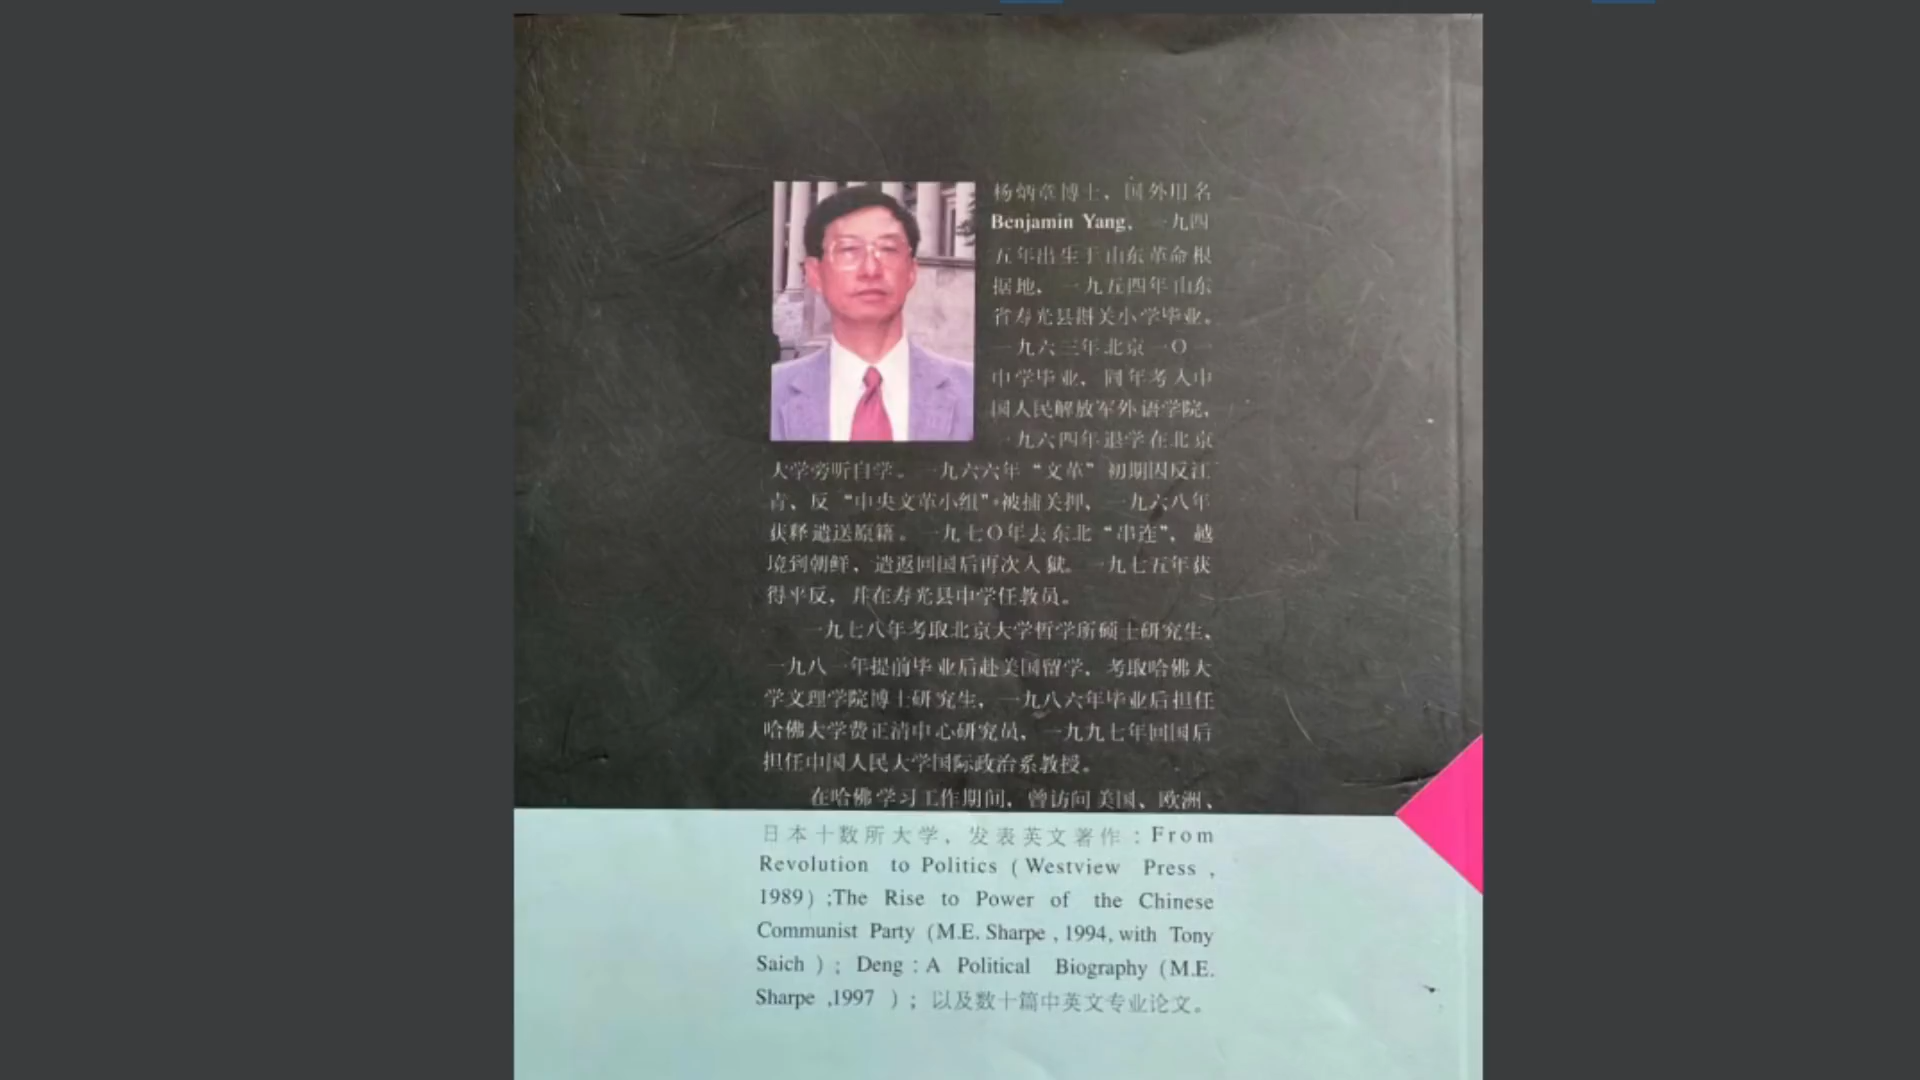 杨炳章博士，国外用名
Benjamin Yang，一九四
五年出生于山东革命根
据地，一九五四年山东
省寿光县担关小学毕业。
一九六三年北京一〇一
中学毕业，同年考入中
国人民解放军外语学院，
一九六四年退学在北京
大学旁听自学。一九六六年“文革”初期因反江
青、反“中央文革小组”被捕关押，一九六八年
获释遣送原籍。一九七〇年去东北“串连”，越
境到朝鲜，遣返回国后再次入狱。一九七五年获
得平反，并在寿光县中学任教员。
一九七八年考取北京大学哲学所硕士研究生，
一九八一年提前毕业后赴美国留学，考取哈佛大
学文理学院博士研究生，一九八六年毕业后担任
哈佛大学费正清中心研究员，一九九七年回国后
担任中国人民大学国际政治系教授。
在哈佛学习工作期间，曾访问美国、欧洲、
日本十数所大学，发表英文著作：From
Revolution to Politics (Westview Press ,
1989) ;The Rise to Power of the Chinese
Communist Party (M.E. Sharpe , 1994, with Tony
Saich ) ; Deng : A Political Biography (M.E.
Sharpe ,1997 ) ; 以及数十篇中英文专业论文。